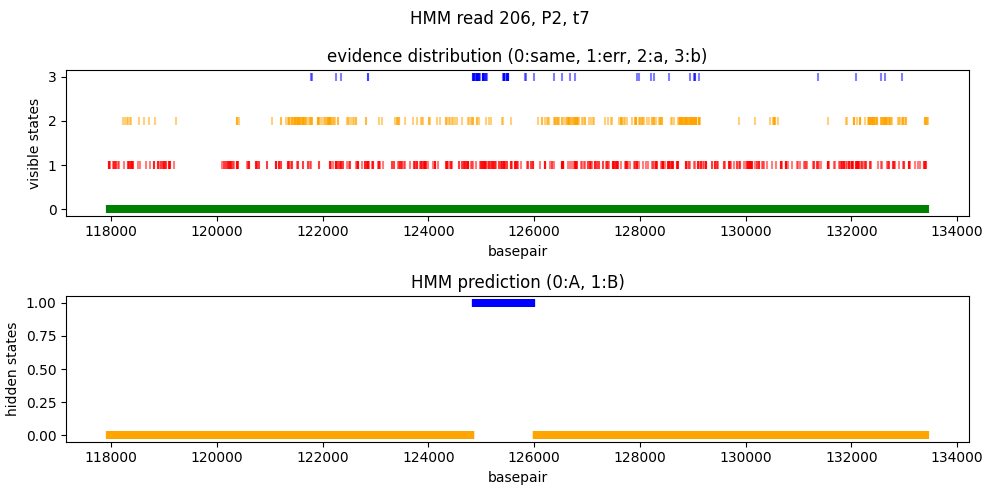 HMM read 206, P2, t7
evidence distribution (0:same, 1:err, 2:a, 3:b)
visible states
3
2
1
0
118000 120000 122000 124000 126000 128000 130000 132000 134000
basepair
HMM prediction (0:A, 1:B)
hidden states
1.00
0.75
0.50
0.25
0.00
118000 120000 122000 124000 126000 128000 130000 132000 134000
basepair